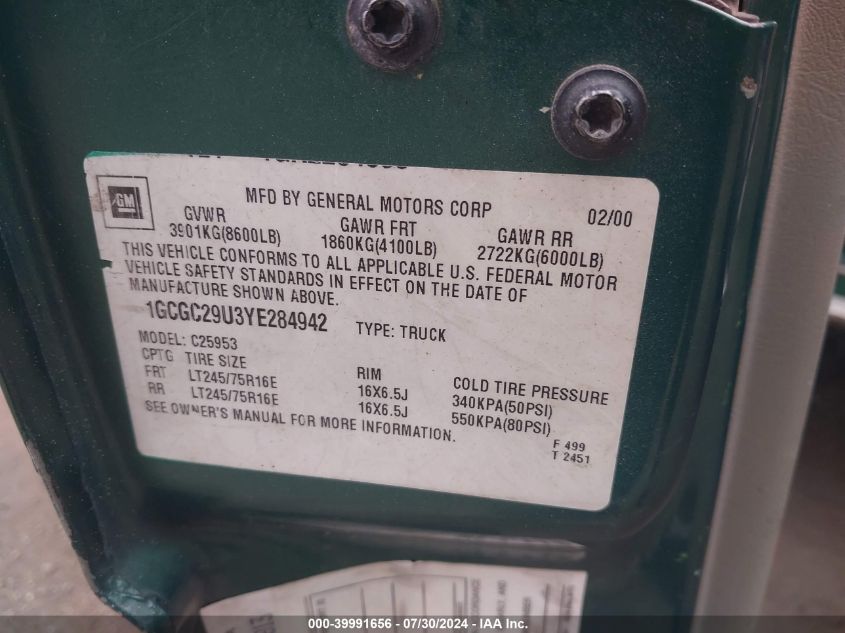 GM
MFD BY GENERAL MOTORS CORP 02/00
GVWR GAWR FRT GAWR RR
3901KG(8600LB) 1860KG(4100LB) 2722KG(6000LB)
THIS VEHICLE CONFORMS TO ALL APPLICABLE U.S. FEDERAL MOTOR
VEHICLE SAFETY STANDARDS IN EFFECT ON THE DATE OF
MANUFACTURE SHOWN ABOVE.
1GCGC29U3YE284942 TYPE: TRUCK
MODEL: C25953
CPTG TIRE SIZE RIM COLD TIRE PRESSURE
FRT LT245/75R16E 16X6.5J 340KPA(50PSI)
RR LT245/75R16E 16X6.5J 550KPA(80PSI)
SEE OWNER'S MANUAL FOR MORE INFORMATION.
F 499
T 2451
000-39991656 - 07/30/2024 - IAA Inc.